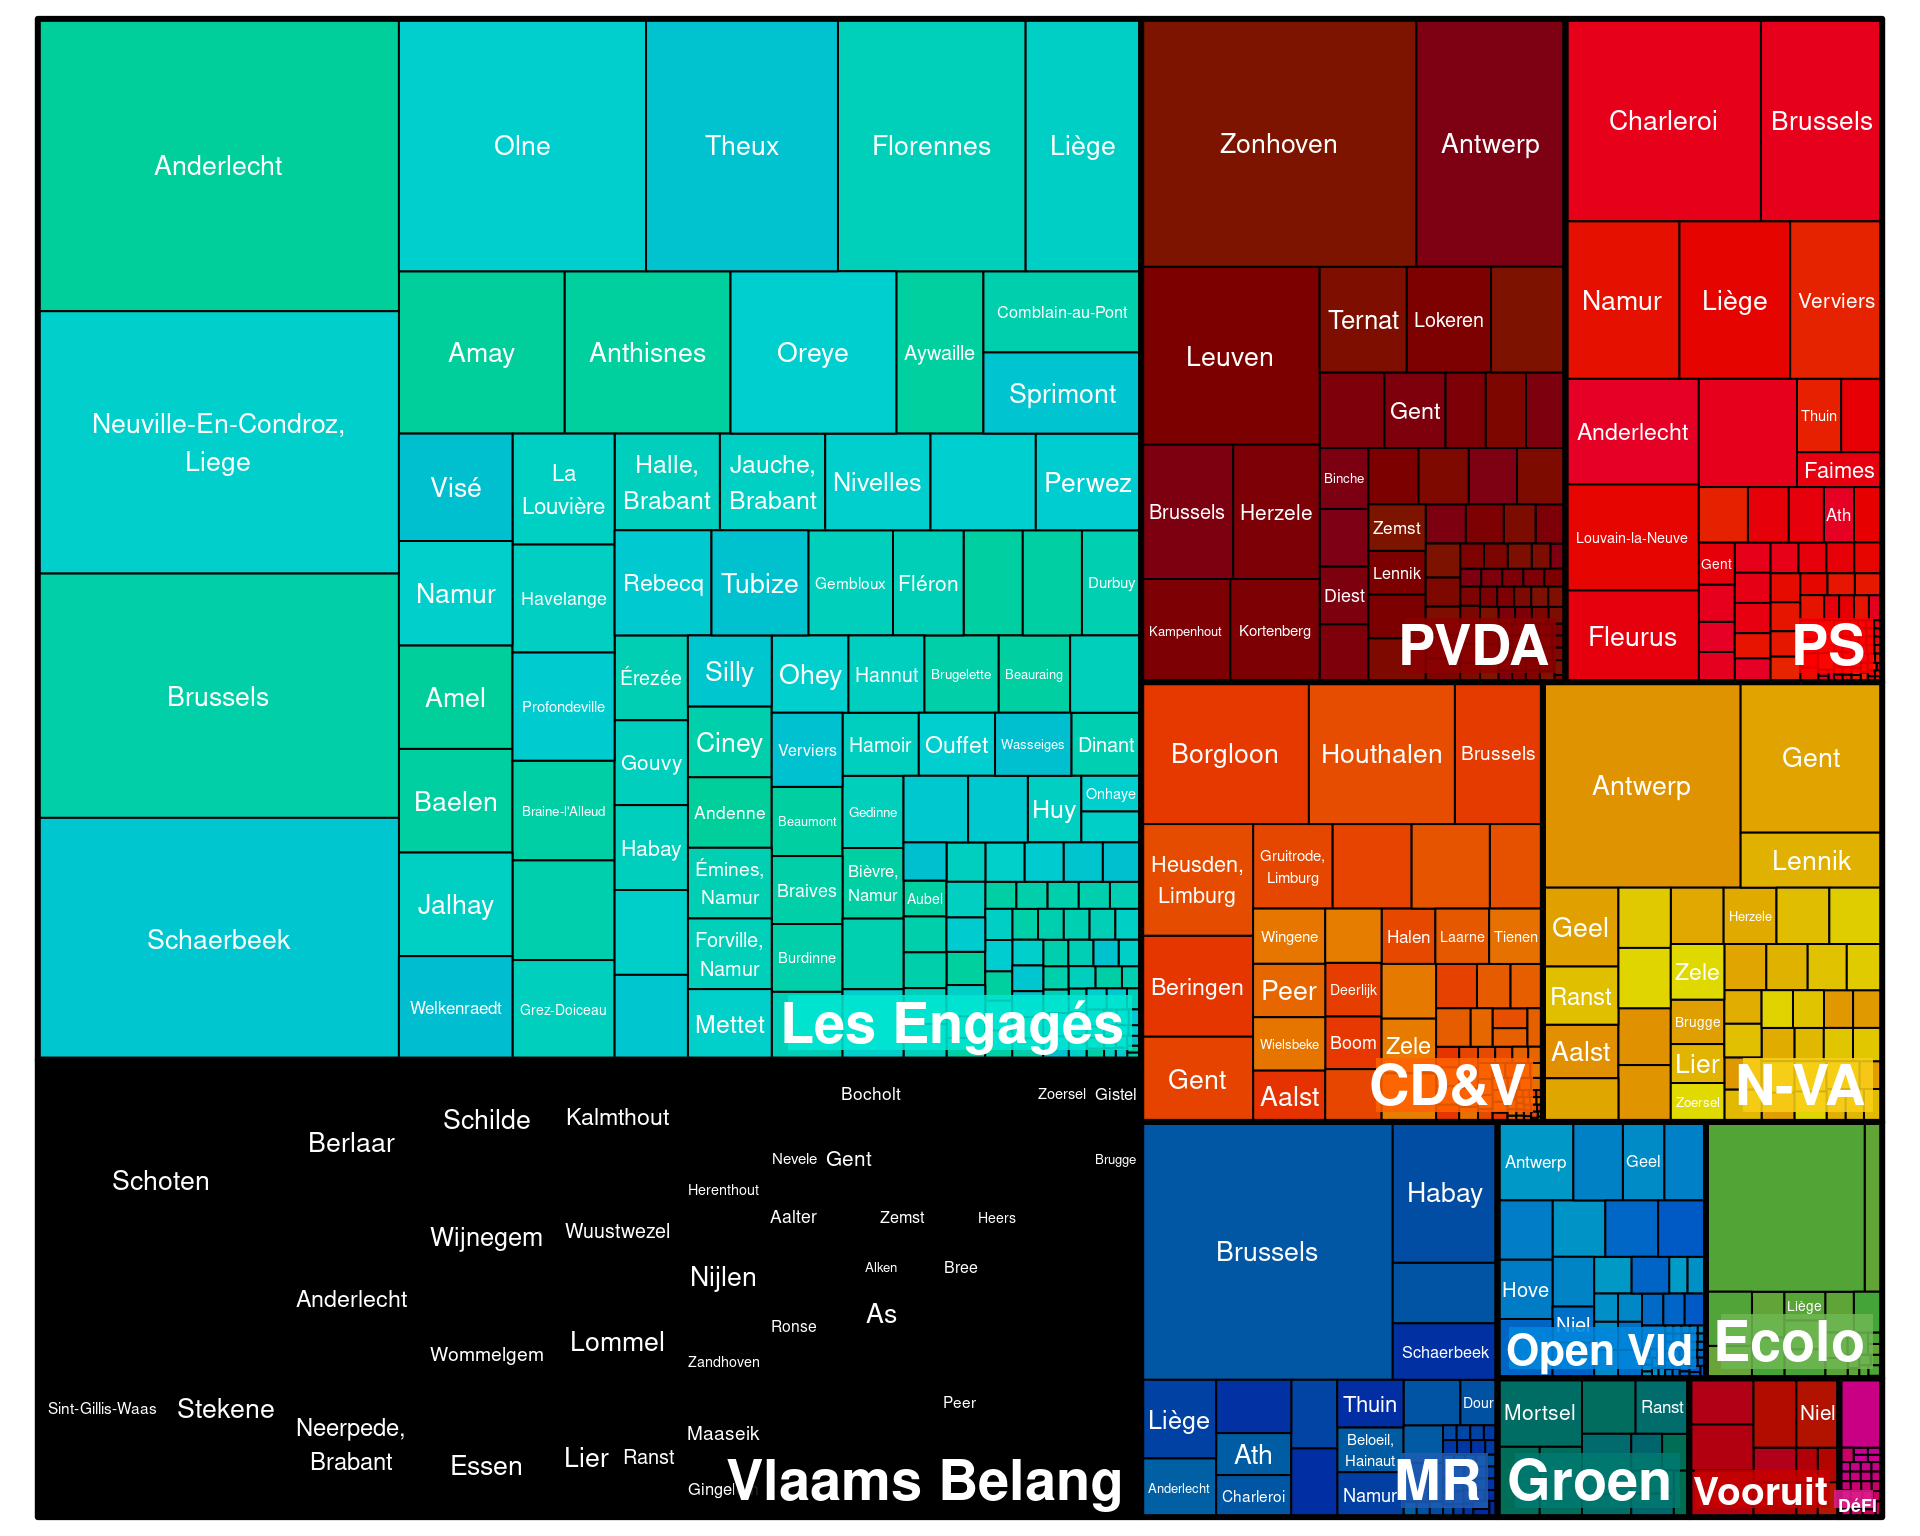 Anderlecht
Neuville-En-Condroz,
Liege
Brussels
Schaerbeek
Olne
Theux
Florennes
Liège
Amay
Anthisnes
Oreye
Aywaille
Comblain-au-Pont
Sprimont
Visé
Namur
Amel
Baelen
Jalhay
Welkenraedt
La
Louvière
Havelange
Profondeville
Braine-l'Alleud
Grez-Doiceau
Halle,
Brabant
Jauche,
Brabant
Nivelles
Perwez
Rebecq
Tubize
Gembloux
Fléron
Durbuy
Érezée
Gouvy
Habay
Silly
Ciney
Andenne
Émines,
Namur
Forville,
Namur
Mettet
Ohey
Hannut
Brugelette
Beauraing
Verviers
Beaumont
Braives
Burdinne
Hamoir
Ouffet
Wasseiges
Dinant
Gedinne
Bièvre,
Namur
Huy
Onhaye
Aubel
Les Engagés
Schoten
Sint-Gillis-Waas
Stekene
Berlaar
Anderlecht
Neerpede,
Brabant
Schilde
Wijnegem
Wommelgem
Essen
Kalmthout
Wuustwezel
Lommel
Lier
Ranst
Herenthout
Nijlen
Zandhoven
Maaseik
Nevele
Gent
Aalter
Ronse
Bocholt
Zemst
Alken
As
Zoersel
Gistel
Brugge
Heers
Bree
Peer
Vlaams Belang
Zonhoven
Antwerp
Leuven
Brussels
Herzele
Kampenhout
Kortenberg
Ternat
Lokeren
Gent
Binche
Diest
Zemst
Lennik
PVDA
Charleroi
Brussels
Namur
Liège
Verviers
Anderlecht
Louvain-la-Neuve
Fleurus
Thuin
Faimes
Ath
Gent
PS
Borgloon
Houthalen
Brussels
Heusden,
Limburg
Beringen
Gent
Gruitrode,
Limburg
Wingene
Peer
Wielsbeke
Aalst
Deerlijk
Boom
Halen
Laarne
Tienen
Zele
CD&V
Antwerp
Gent
Lennik
Geel
Ranst
Aalst
Herzele
Zele
Brugge
Lier
Zoersel
N-VA
Brussels
Habay
Schaerbeek
Liège
Anderlecht
Ath
Charleroi
Thuin
Beloeil,
Hainaut
Namur
Dour
MR
Antwerp
Geel
Hove
Niel
Open Vld
Liège
Ecolo
Mortsel
Ranst
Groen
Niel
Vooruit
DéFI